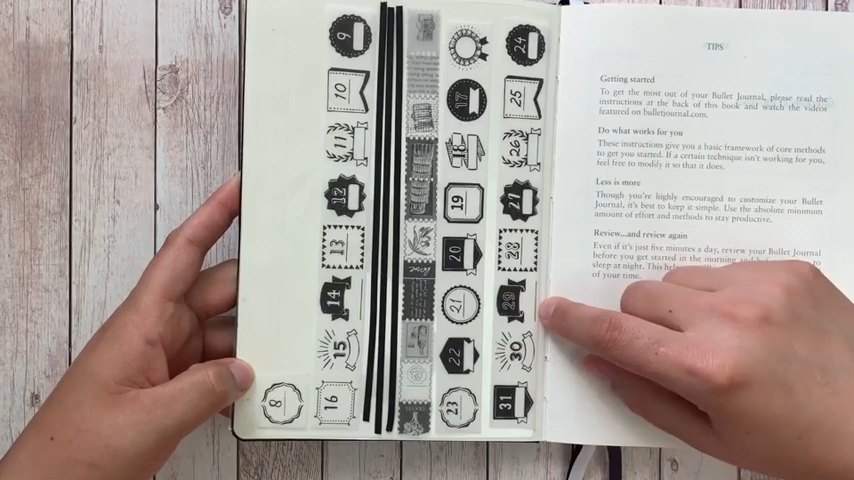 8
9
10
11
12
13
14
15
16
17
18
19
20
21
22
23
24
25
26
27
28
29
30
31
TIPS
Getting started
To get the most out of your Bullet Journal, please read the
instructions at the back of this book and watch the videos
featured on bulletjournal.com.
Do what works for you
These instructions give you a basic framework of core methods
to get you started. If a certain technique isn't working for you,
feel free to modify it so that it does.
Less is more
Though you're highly encouraged to customize your Bullet
Journal, it's best to keep it simple. Use the absolute minimum
amount of effort and methods to stay productive.
Review...and review again
Even if it's just five minutes a day, review your Bullet Journal
before you get started in the morning and before to
sleep at night. This
of your time.